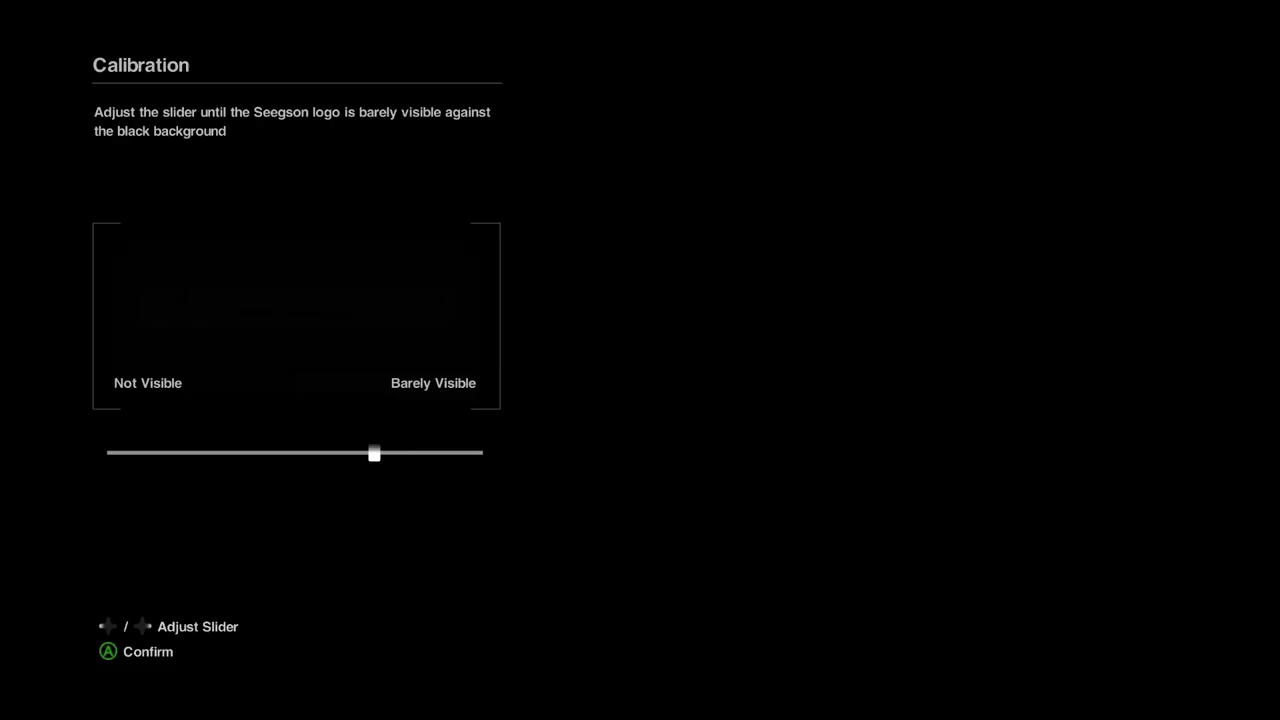 Calibration
Adjust the slider until the Seegson logo is barely visible against
the black background
Not Visible
Barely Visible
/ Adjust Slider
A Confirm